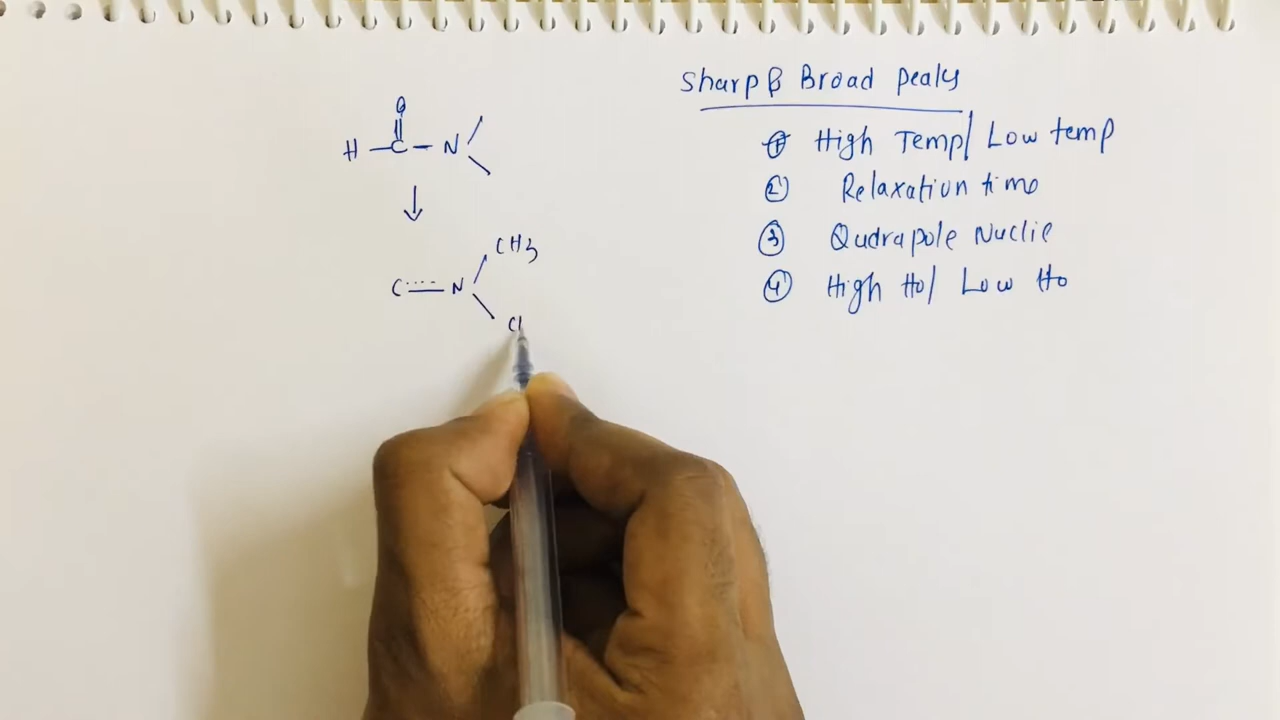 Sharp & Broad Peaks
① High Temp/ Low temp
② Relaxation time
③ Qudrapole Nuclie
④ High Ho/ Low Ho
O
H - C - N
↓
CH3
C = N
C